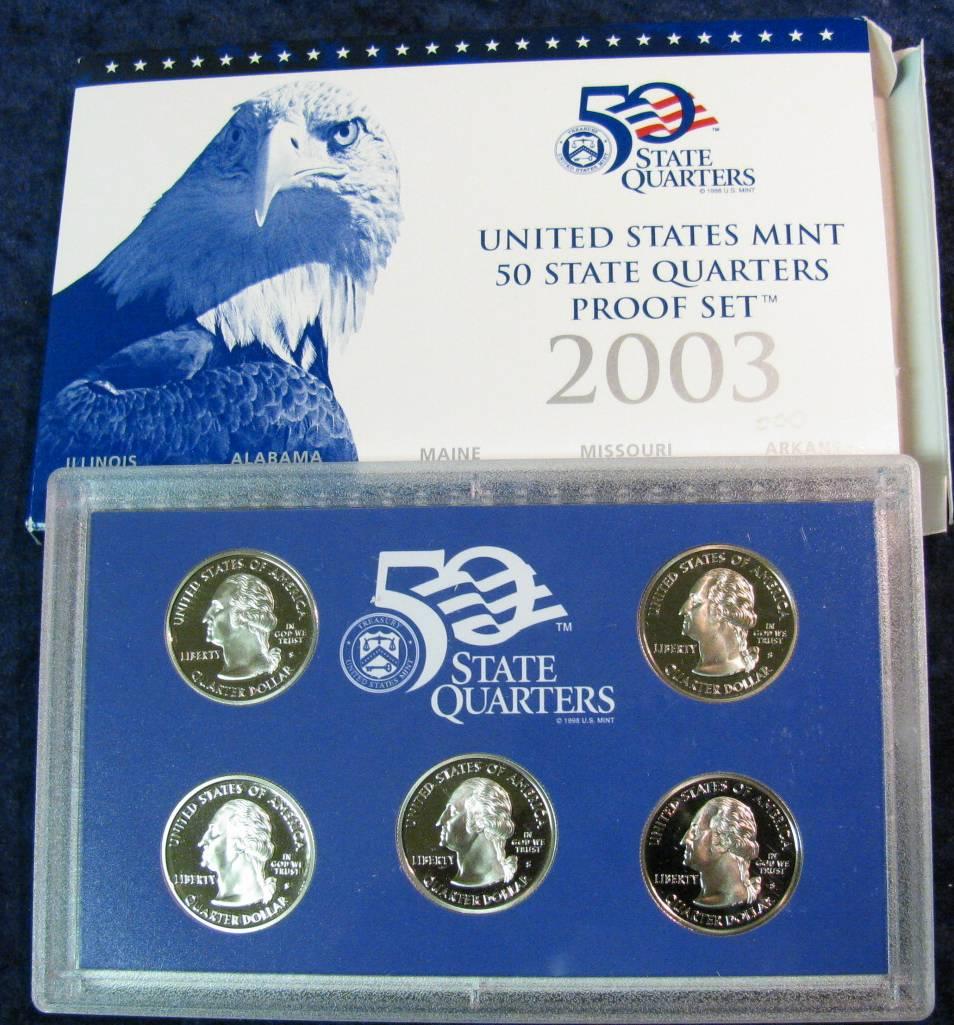 50
TM
STATE
QUARTERS
© 1998 U.S. MINT
TREASURY
UNITED STATES MINT
UNITED STATES MINT
50 STATE QUARTERS
PROOF SET™
2003
ILLINOIS ALABAMA MAINE MISSOURI ARKANS
50
TM
TREASURY
UNITED STATES MINT
STATE
QUARTERS
© 1998 U.S. MINT
UNITED STATES OF AMERICA
LIBERTY
IN
GOD WE
TRUST
S
QUARTER DOLLAR
UNITED STATES OF AMERICA
LIBERTY
IN
GOD WE
TRUST
S
QUARTER DOLLAR
UNITED STATES OF AMERICA
LIBERTY
IN
GOD WE
TRUST
S
QUARTER DOLLAR
UNITED STATES OF AMERICA
LIBERTY
IN
GOD WE
TRUST
S
QUARTER DOLLAR
UNITED STATES OF AMERICA
LIBERTY
IN
GOD WE
TRUST
S
QUARTER DOLLAR